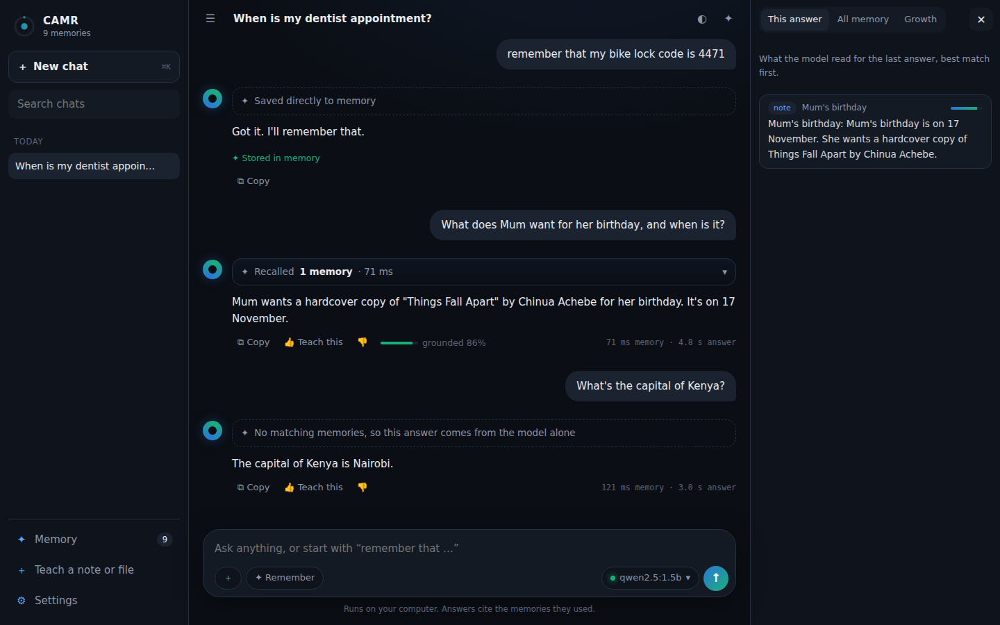 CAMR
9 memories
+ New chat ⌘K
Search chats
TODAY
When is my dentist appoin…
✦ Memory 9
+ Teach a note or file
⚙ Settings
☰ When is my dentist appointment? ◐ ✦
remember that my bike lock code is 4471
✦ Saved directly to memory
Got it. I'll remember that.
✦ Stored in memory
⧉ Copy
What does Mum want for her birthday, and when is it?
✦ Recalled 1 memory · 71 ms ▾
Mum wants a hardcover copy of "Things Fall Apart" by Chinua Achebe for her birthday. It's on 17
November.
⧉ Copy 👍 Teach this 👎 grounded 86% 71 ms memory · 4.8 s answer
What's the capital of Kenya?
✦ No matching memories, so this answer comes from the model alone
The capital of Kenya is Nairobi.
⧉ Copy 👍 Teach this 👎 121 ms memory · 3.0 s answer
Ask anything, or start with “remember that …”
+ ✦ Remember qwen2.5:1.5b ▾ ↑
Runs on your computer. Answers cite the memories they used.
This answer All memory Growth ✕
What the model read for the last answer, best match
first.
note Mum's birthday
Mum's birthday: Mum's birthday is on 17
November. She wants a hardcover copy of
Things Fall Apart by Chinua Achebe.